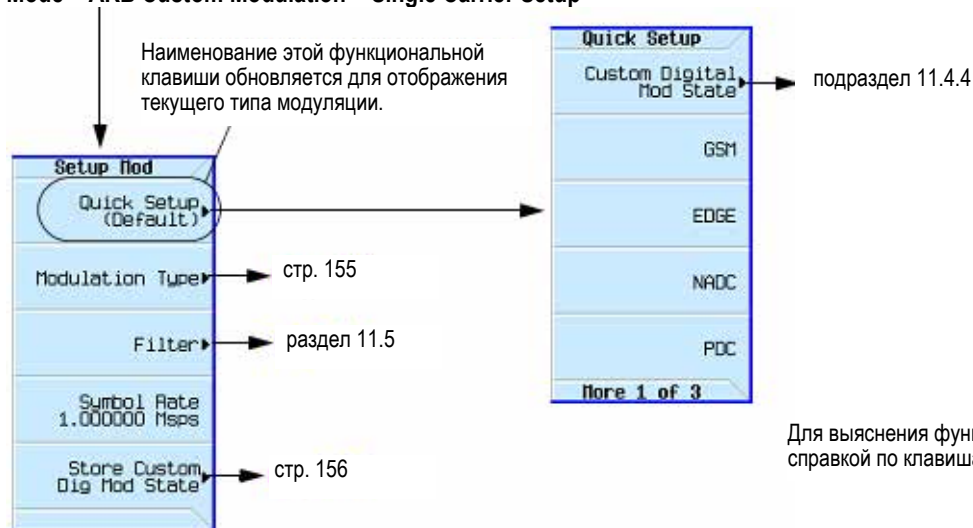 Mode > ARB Custom Modulation > Single Carrier Setup
Наименование этой функциональной
клавиши обновляется для отображения
текущего типа модуляции.
Setup Mod
Quick Setup
(Default)
Modulation Type
стр. 155
Filter
раздел 11.5
Symbol Rate
1.000000 Msps
Store Custom
Dig Mod State
стр. 156
Quick Setup
Custom Digital
Mod State
подраздел 11.4.4
GSM
EDGE
NADC
PDC
More 1 of 3
Для выяснения
справкой по